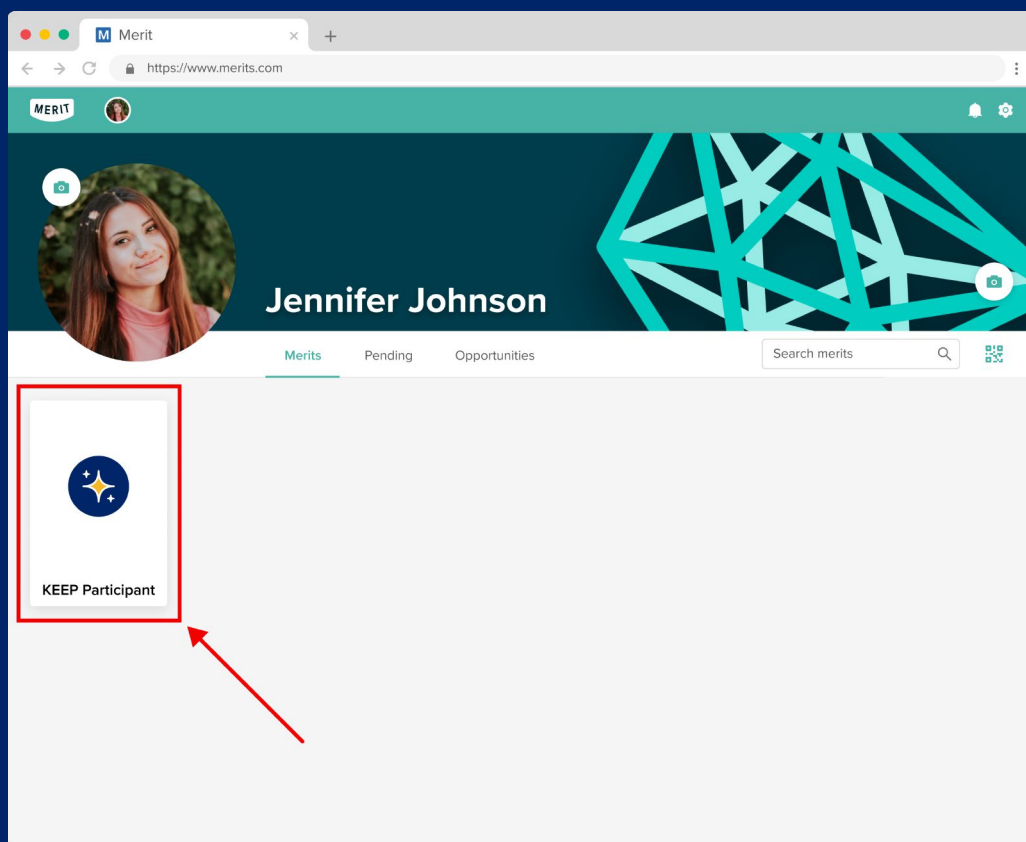 M Merit
https://www.merits.com
MERIT
Jennifer Johnson
Merits Pending Opportunities Search merits
KEEP Participant